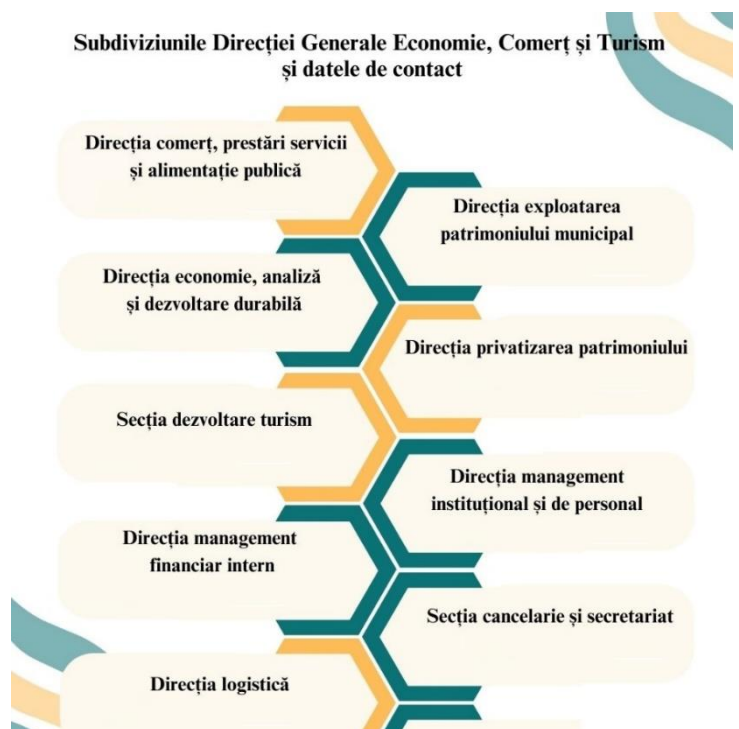 Subdiviziunile Direcției Generale Economie, Comerț și Turism
și datele de contact
Direcția comerț, prestări servicii
și alimentație publică
Direcția exploatarea
patrimoniului municipal
Direcția economie, analiză
și dezvoltare durabilă
Direcția privatizarea patrimoniului
Secția dezvoltare turism
Direcția management
instituțional și de personal
Direcția management
financiar intern
Secția cancelarie și secretariat
Direcția logistică